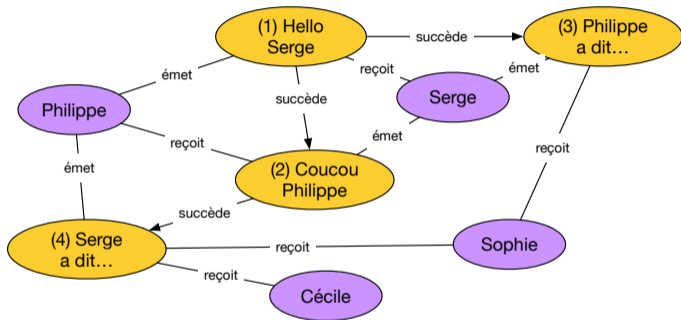 (1) Hello
Serge
succède
(3) Philippe
a dit…
émet
reçoit
émet
Philippe
succède
Serge
reçoit
émet
reçoit
émet
(2) Coucou
Philippe
succède
(4) Serge
a dit…
reçoit
Sophie
reçoit
Cécile